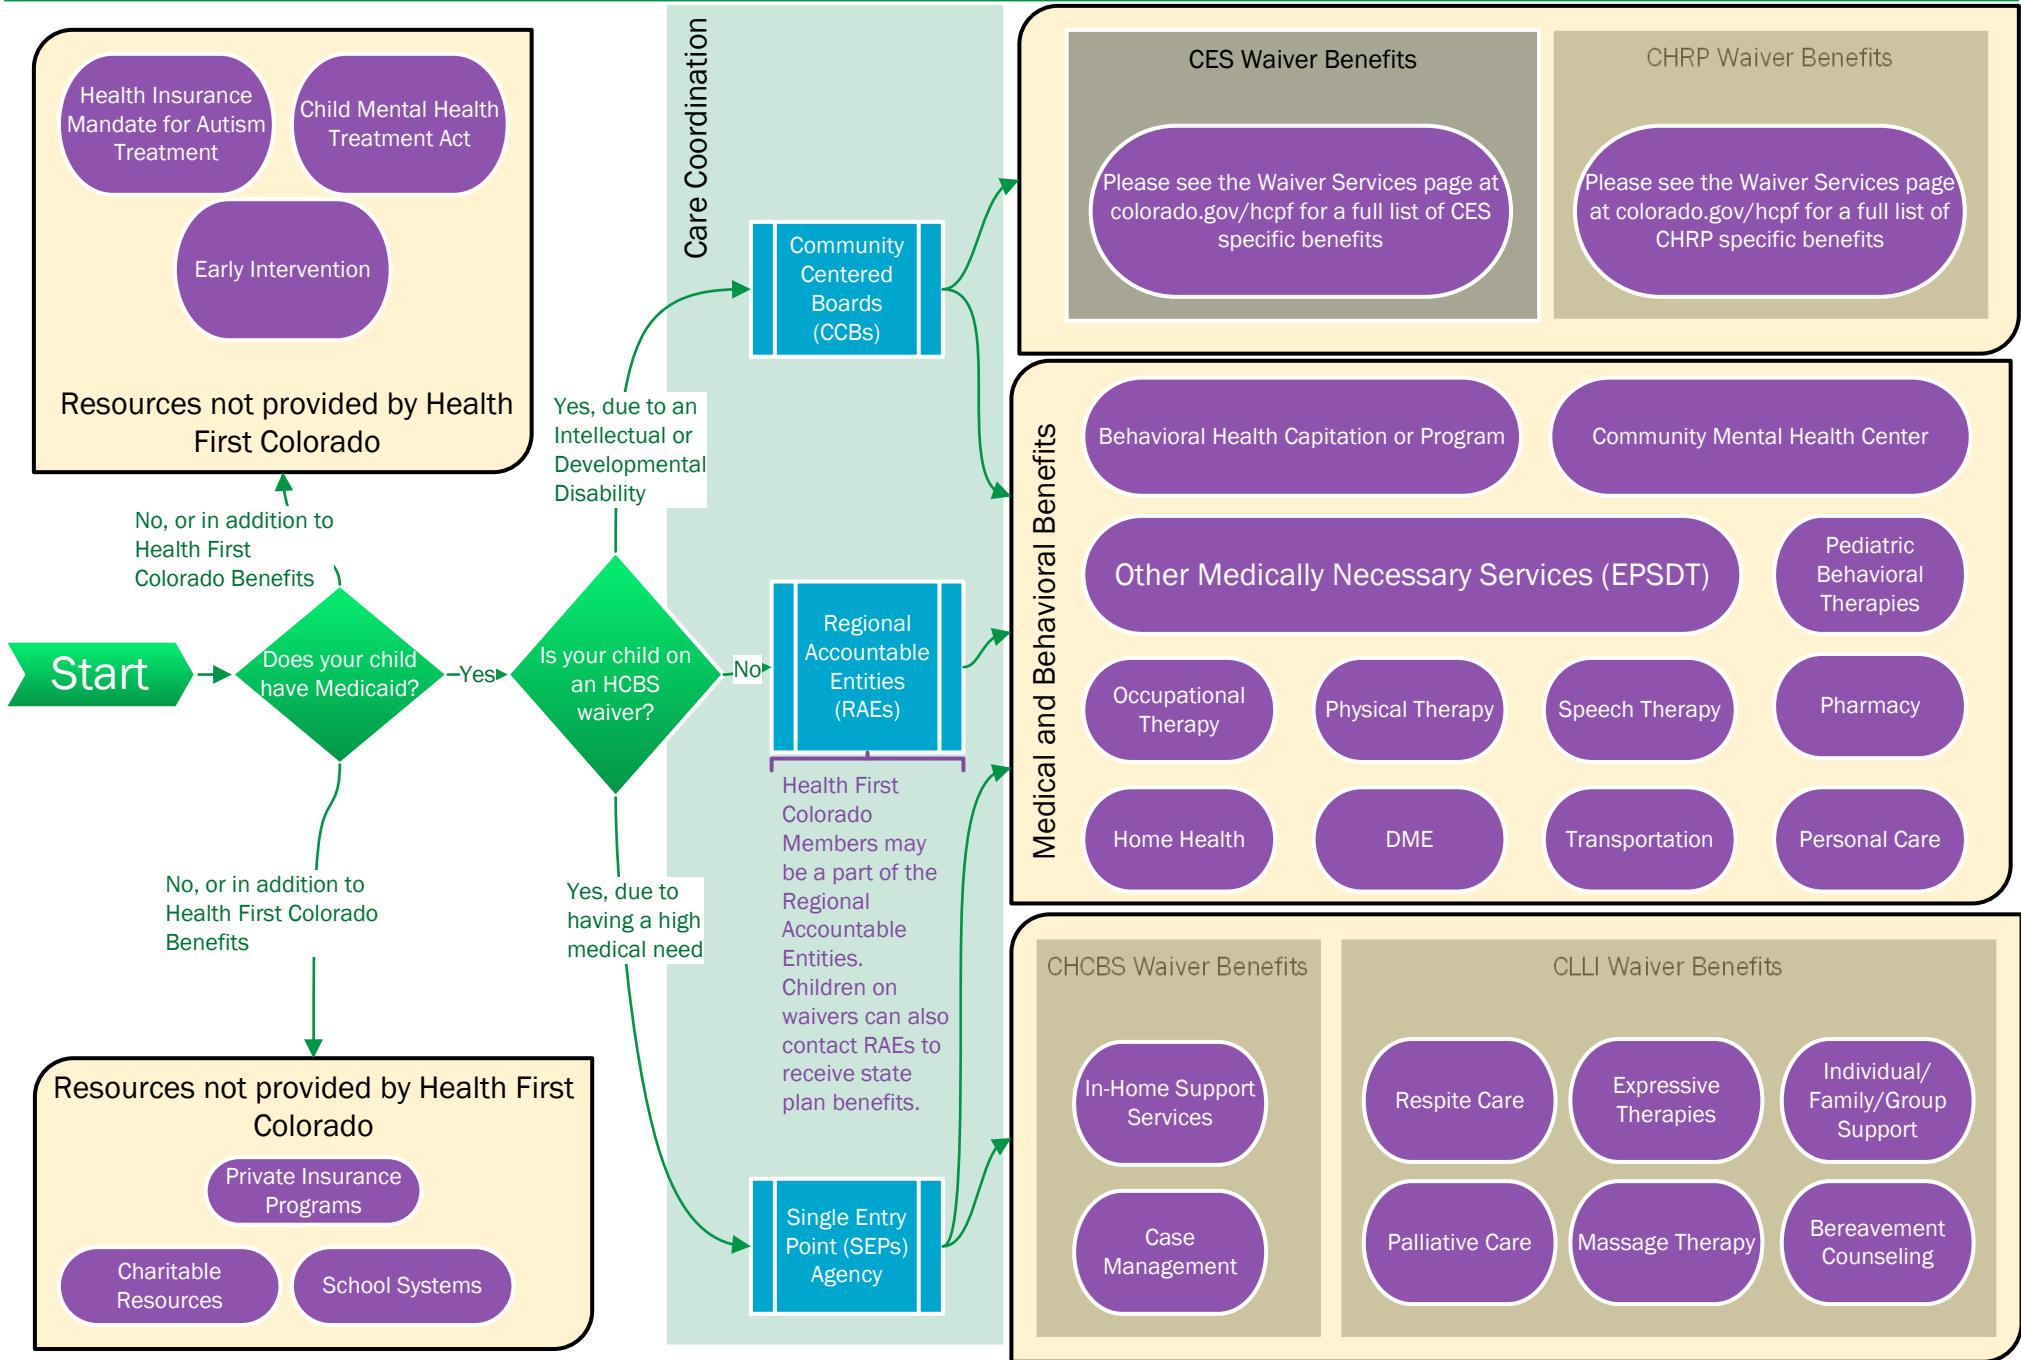 Health Insurance
Mandate for Autism
Treatment
Child Mental Health
Treatment Act
Early Intervention
Resources not provided by Health
First Colorado
No, or in addition to
Health First
Colorado Benefits
Start
Does your child
have Medicaid?
Yes
Is your child on
an HCBS
waiver?
No, or in addition to
Health First Colorado
Benefits
Resources not provided by Health First
Colorado
Private Insurance
Programs
Charitable
Resources
School Systems
Yes, due to an
Intellectual or
Developmental
Disability
No
Yes, due to
having a high
medical need
Care Coordination
Community
Centered
Boards
(CCBs)
Regional
Accountable
Entities
(RAEs)
Health First
Colorado
Members may
be a part of the
Regional
Accountable
Entities.
Children on
waivers can also
contact RAEs to
receive state
plan benefits.
Single Entry
Point (SEPs)
Agency
CES Waiver Benefits
Please see the Waiver Services page at
colorado.gov/hcpf for a full list of CES
specific benefits
CHRP Waiver Benefits
Please see the Waiver Services page
at colorado.gov/hcpf for a full list of
CHRP specific benefits
Medical and Behavioral Benefits
Behavioral Health Capitation or Program
Community Mental Health Center
Other Medically Necessary Services (EPSDT)
Pediatric
Behavioral
Therapies
Occupational
Therapy
Physical Therapy
Speech Therapy
Pharmacy
Home Health
DME
Transportation
Personal Care
CHCBS Waiver Benefits
In-Home Support
Services
Case
Management
CLLI Waiver Benefits
Respite Care
Expressive
Therapies
Individual/
Family/Group
Support
Palliative Care
Massage Therapy
Bereavement
Counseling